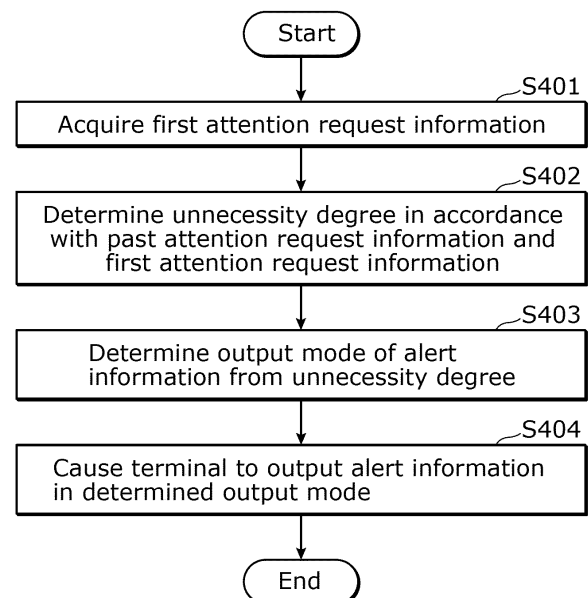 Start
S401
Acquire first attention request information
S402
Determine unnecessity degree in accordance
with past attention request information and
first attention request information
S403
Determine output mode of alert
information from unnecessity degree
S404
Cause terminal to output alert information
in determined output mode
End